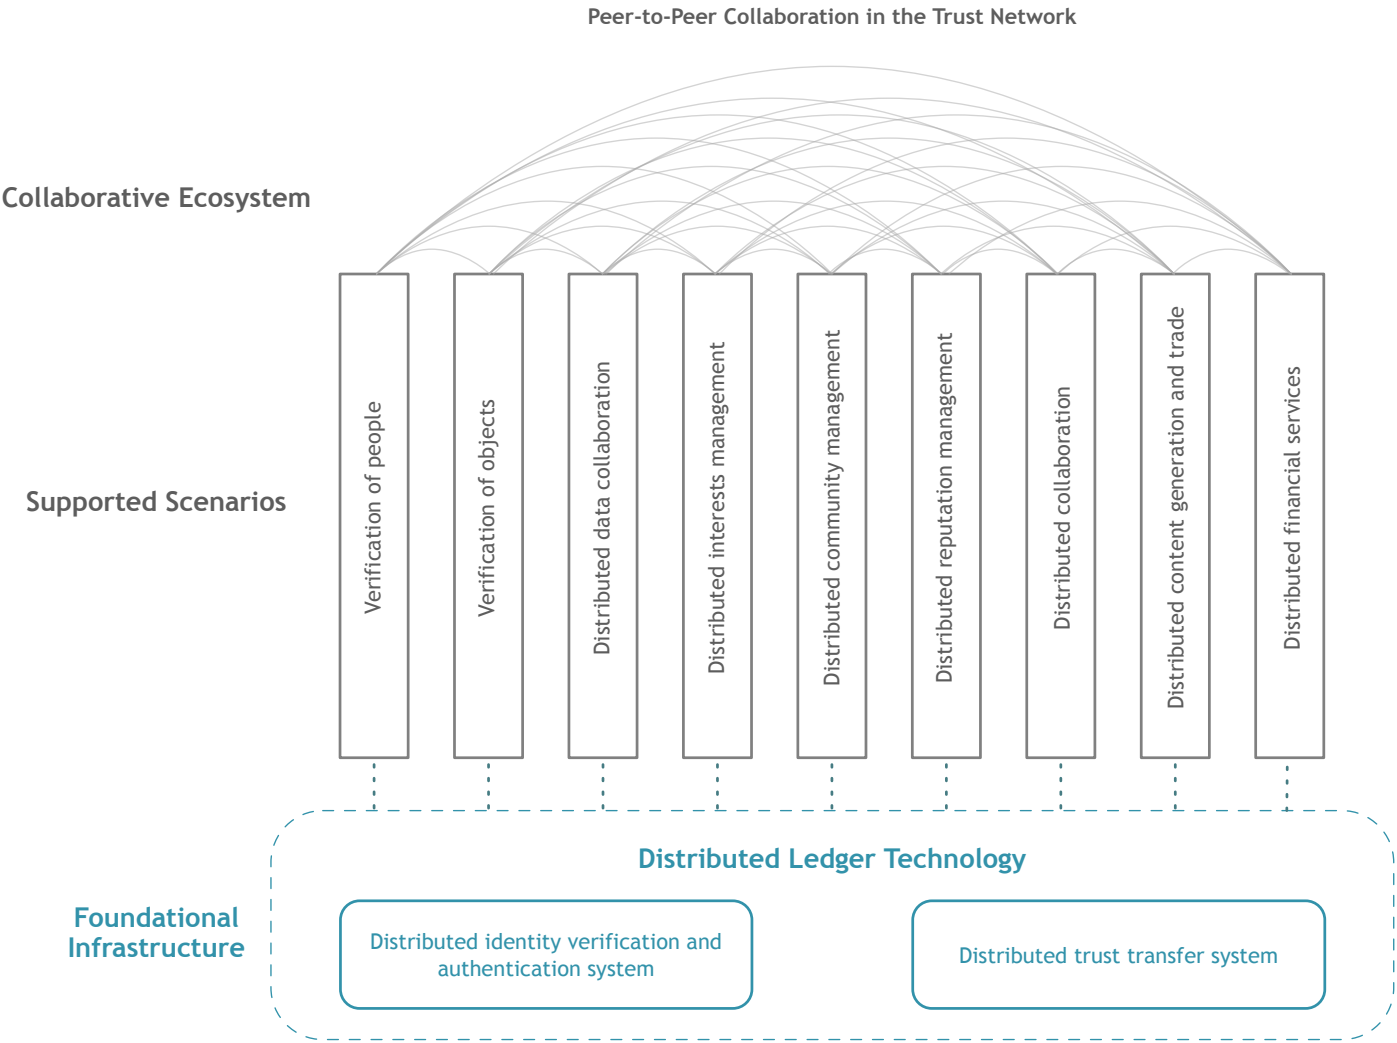 Peer-to-Peer Collaboration in the Trust Network
Collaborative Ecosystem
Supported Scenarios
Verification of people
Verification of objects
Distributed data collaboration
Distributed interests management
Distributed community management
Distributed reputation management
Distributed collaboration
Distributed content generation and trade
Distributed financial services
Distributed Ledger Technology
Foundational
Infrastructure
Distributed identity verification and
authentication system
Distributed trust transfer system